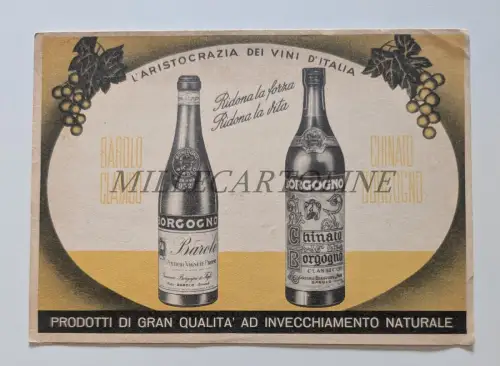 L'ARISTOCRAZIA DEI VINI D'ITALIA
Ridona la forza
Ridona la vita
BAROLO
CLASSICO
CHINATO
BORGOGNO
MILLECARTOLINE
BORGOGNO
Barolo
BORGOGNO
Chinato
Borgogno
CLASSICO
PRODOTTI DI GRAN QUALITA' AD INVECCHIAMENTO NATURALE